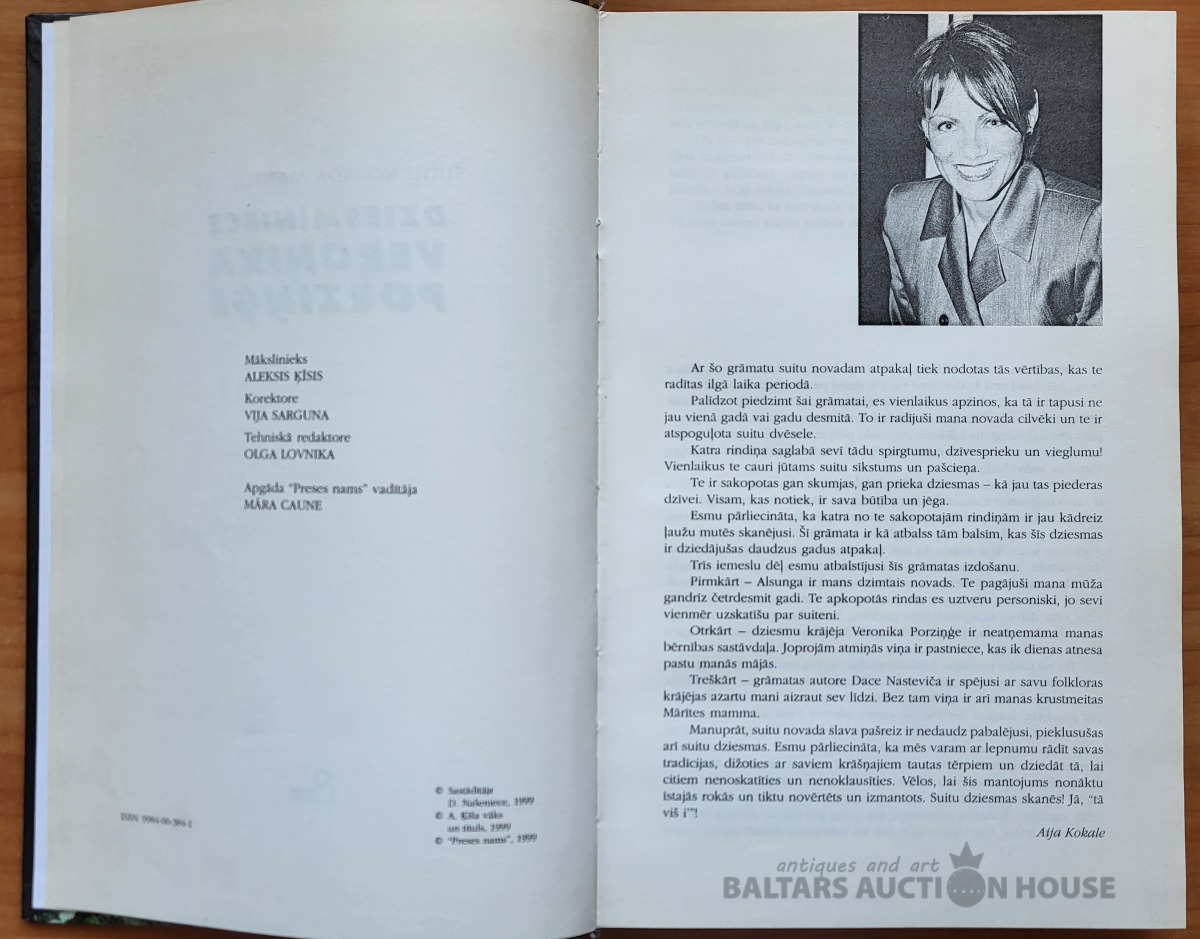 Mākslinieks
ALEKSIS ĶĪSIS
Korektore
VIJA SARGUNA
Tehniskā redaktore
OLGA LOVNIKA
Apgāda “Preses nams” vadītāja
MĀRA CAUNE
ISBN 9984-00-384-1
© Sastādītāja
1999
© A. Ķīša vāks
un tituls, 1999
© “Preses nams”, 1999
Ar šo grāmatu suitu novadam atpakaļ tiek nodotas tās vērtības, kas te
radītas ilgā laika periodā.
Palīdzot piedzimt šai grāmatai, es vienlaikus apzinos, ka tā ir tapusi ne
jau vienā gadā vai gadu desmitā. To ir radījuši mana novada cilvēki un te ir
atspoguļota suitu dvēsele.
Katra rindiņa saglabā sevī tādu spirgtumu, dzīvesprieku un vieglumu!
Vienlaikus te cauri jūtams suitu sīkstums un pašcieņa.
Te ir sakopotas gan skumjas, gan prieka dziesmas – kā jau tas piederas
dzīvei. Visam, kas notiek, ir sava būtība un jēga.
Esmu pārliecināta, ka katra no te sakopotajām rindiņām ir jau kādreiz
ļaužu mutēs skanējusi. Šī grāmata ir kā atbalss tām balsīm, kas šīs dziesmas
ir dziedājušas daudzus gadus atpakaļ.
Trīs iemeslu dēļ esmu atbalstījusi šīs grāmatas izdošanu.
Pirmkārt – Alsunga ir mans dzimtais novads. Te pagājuši mana mūža
gandrīz četrdesmit gadi. Te apkopotās rindas es uztveru personiski, jo sevi
vienmēr uzskatīšu par suiteni.
Otrkārt – dziesmu krājēja Veronika Porziņģe ir neatņemama manas
bērnības sastāvdaļa. Joprojām atmiņās viņa ir pastniece, kas ik dienas atnesa
pastu manās mājās.
Treškārt – grāmatas autore Dace Nasteviča ir spējusi ar savu folkloras
krājējas azartu mani aizraut sev līdzi. Bez tam viņa ir arī manas krustmeitas
Mārītes mamma.
Manuprāt, suitu novada slava pašreiz ir nedaudz pabalējusi, pieklusušas
arī suitu dziesmas. Esmu pārliecināta, ka mēs varam ar lepnumu rādīt savas
tradīcijas, dižoties ar saviem krāšņajiem tautas tērpiem un dziedāt tā, lai
citiem nenoskatīties un nenoklausīties. Vēlos, lai šis mantojums nonāktu
īstajās rokās un tiktu novērtēts un izmantots. Suitu dziesmas skanēs! Jā, “tā
viš i”!
Aija Kokale
antiques and art
BALTARS AUCTION HOUSE